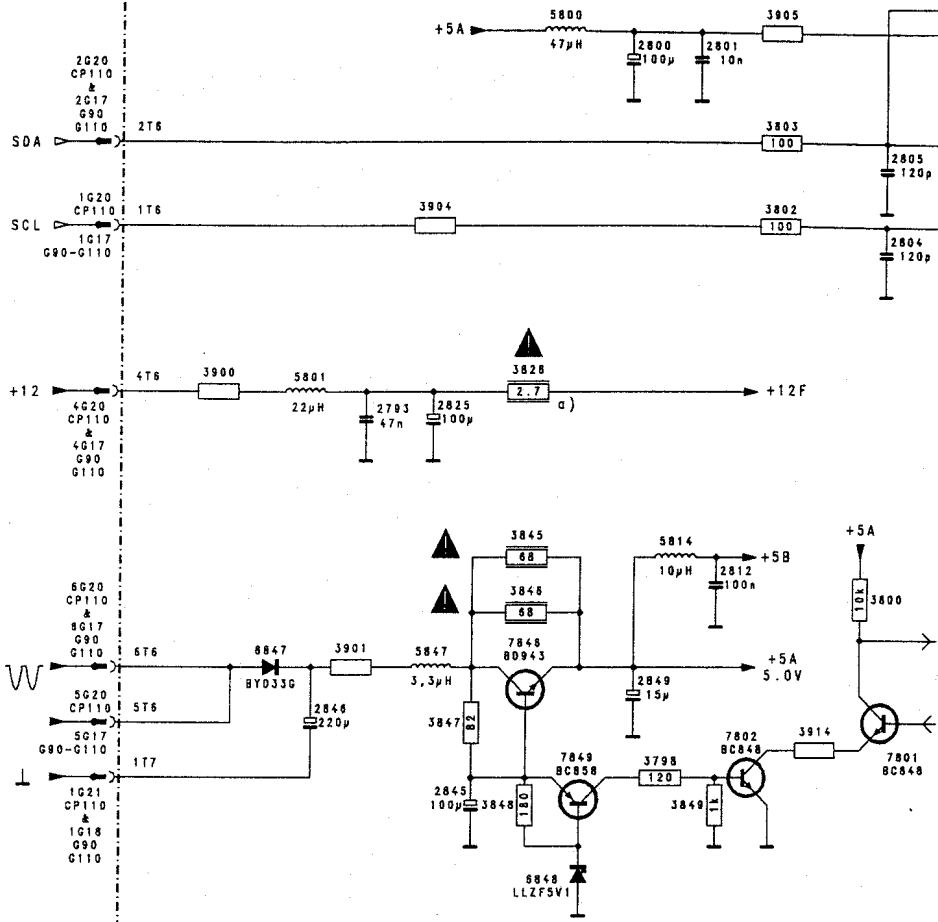 5800
3905
+5A
47µH
2800
100µ
2801
10n
2G20
CP110
&
2G17
G90
G110
SDA
2T6
3803
100
2805
120p
1G20
CP110
SCL
1T6
3904
3802
100
1G17
G90-G110
2804
120p
+12
4T6
3900
5801
22µH
2793
47n
2825
100µ
3826
2.7
a)
+12F
4G20
CP110
&
4G17
G90
G110
3845
68
5814
10µH
+5B
2812
100n
+5A
10k
3800
3846
68
6G20
CP110
&
6G17
G90
G110
6T6
6847
BYD33G
3901
5847
3,3µH
7848
BD943
+5A
5.0V
2849
15µ
5G20
CP110
5T6
5G17
G90-G110
2846
220µ
3847
82
1T7
7849
BC858
3798
120
7802
BC848
3914
7801
BC848
2845
100µ
3848
180
3849
1k
1G21
CP110
&
1G18
G90
G110
6848
LLZF5V1